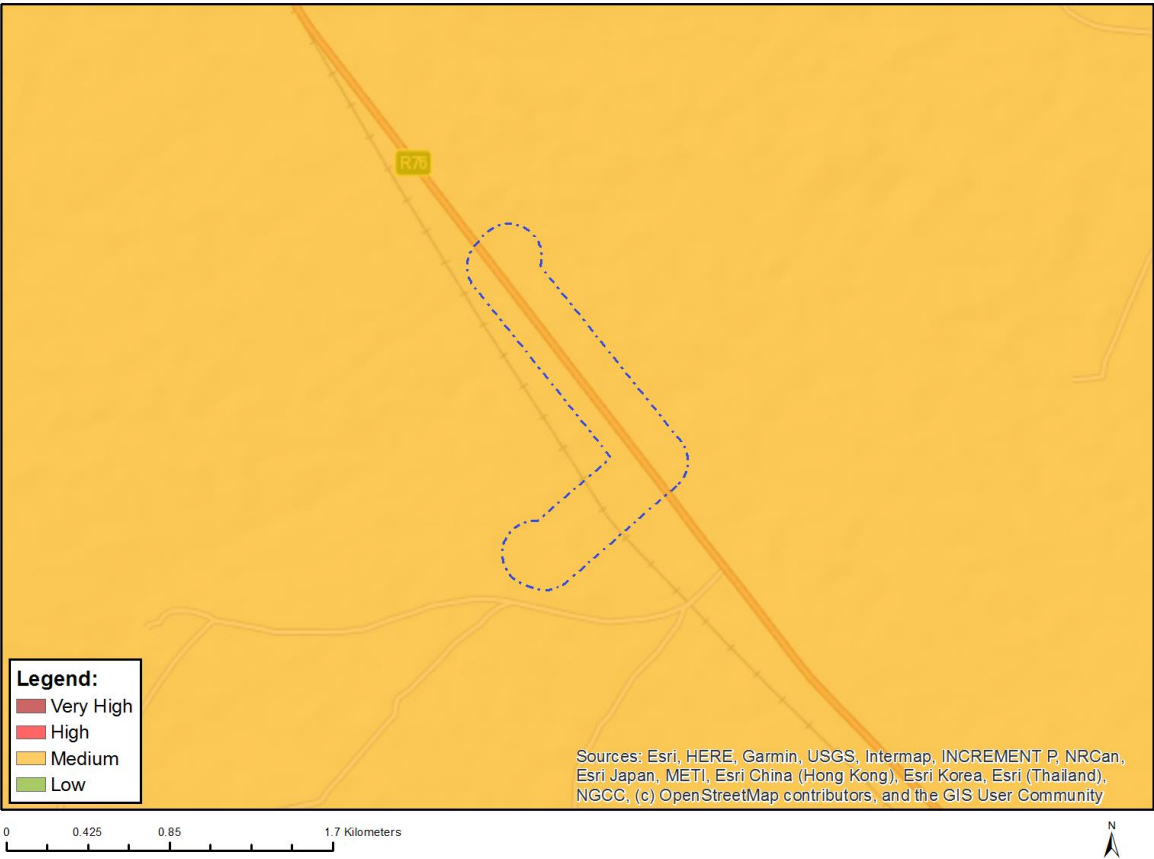 R76
Legend:
Very High
High
Medium
Low
Sources: Esri, HERE, Garmin, USGS, Intermap, INCREMENT P, NRCan,
Esri Japan, METI, Esri China (Hong Kong), Esri Korea, Esri (Thailand),
NGCC, (c) OpenStreetMap contributors, and the GIS User Community
0 0.425 0.85 1.7 Kilometers
N